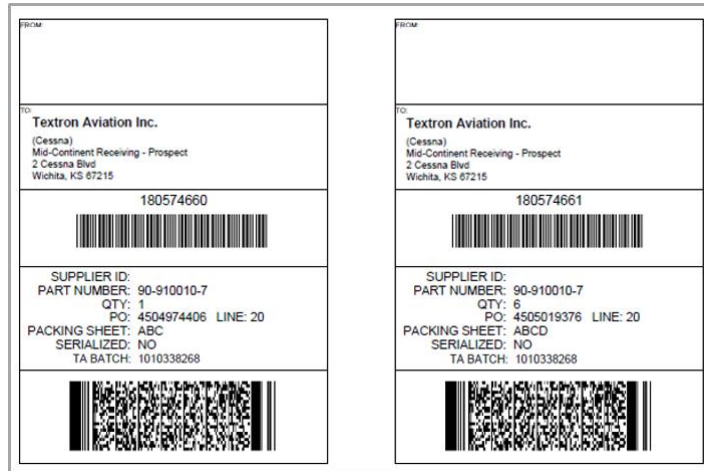 FROM:
TO:
Textron Aviation Inc.
(Cessna)
Mid-Continent Receiving - Prospect
2 Cessna Blvd
Wichita, KS 67215
180574660
SUPPLIER ID:
PART NUMBER: 90-910010-7
QTY: 1
PO: 4504974406 LINE: 20
PACKING SHEET: ABC
SERIALIZED: NO
TA BATCH: 1010338268
FROM:
TO:
Textron Aviation Inc.
(Cessna)
Mid-Continent Receiving - Prospect
2 Cessna Blvd
Wichita, KS 67215
180574661
SUPPLIER ID:
PART NUMBER: 90-910010-7
QTY: 6
PO: 4505019376 LINE: 20
PACKING SHEET: ABCD
SERIALIZED: NO
TA BATCH: 1010338268